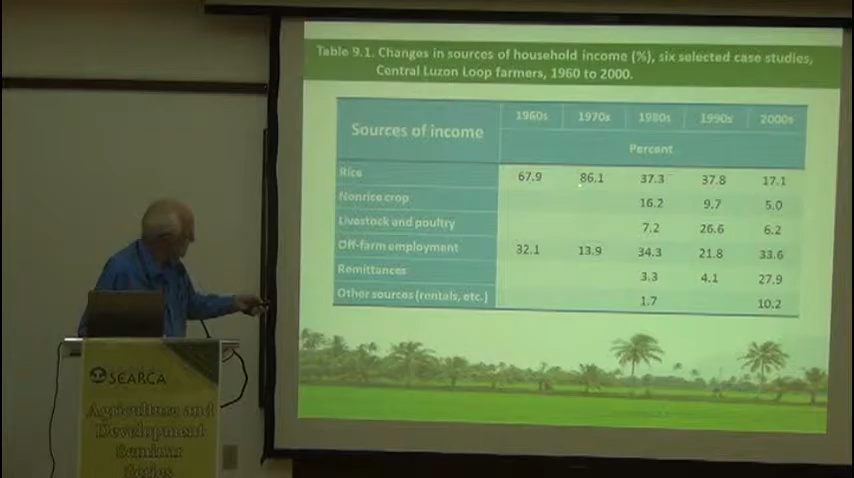 Table 9.1. Changes in sources of household income (%), six selected case studies,
Central Luzon Loop farmers, 1960 to 2000.
Sources of income 1960s 1970s 1980s 1990s 2000s
Percent
Rice 67.9 86.1 37.3 37.8 17.1
Nonrice crop 16.2 9.7 5.0
Livestock and poultry 7.2 26.6 6.2
Off-farm employment 32.1 13.9 34.3 21.8 33.6
Remittances 3.3 4.1 27.9
Other sources (rentals, etc.) 1.7 10.2
SEARCA
Agriculture and
Development
Seminar
Series